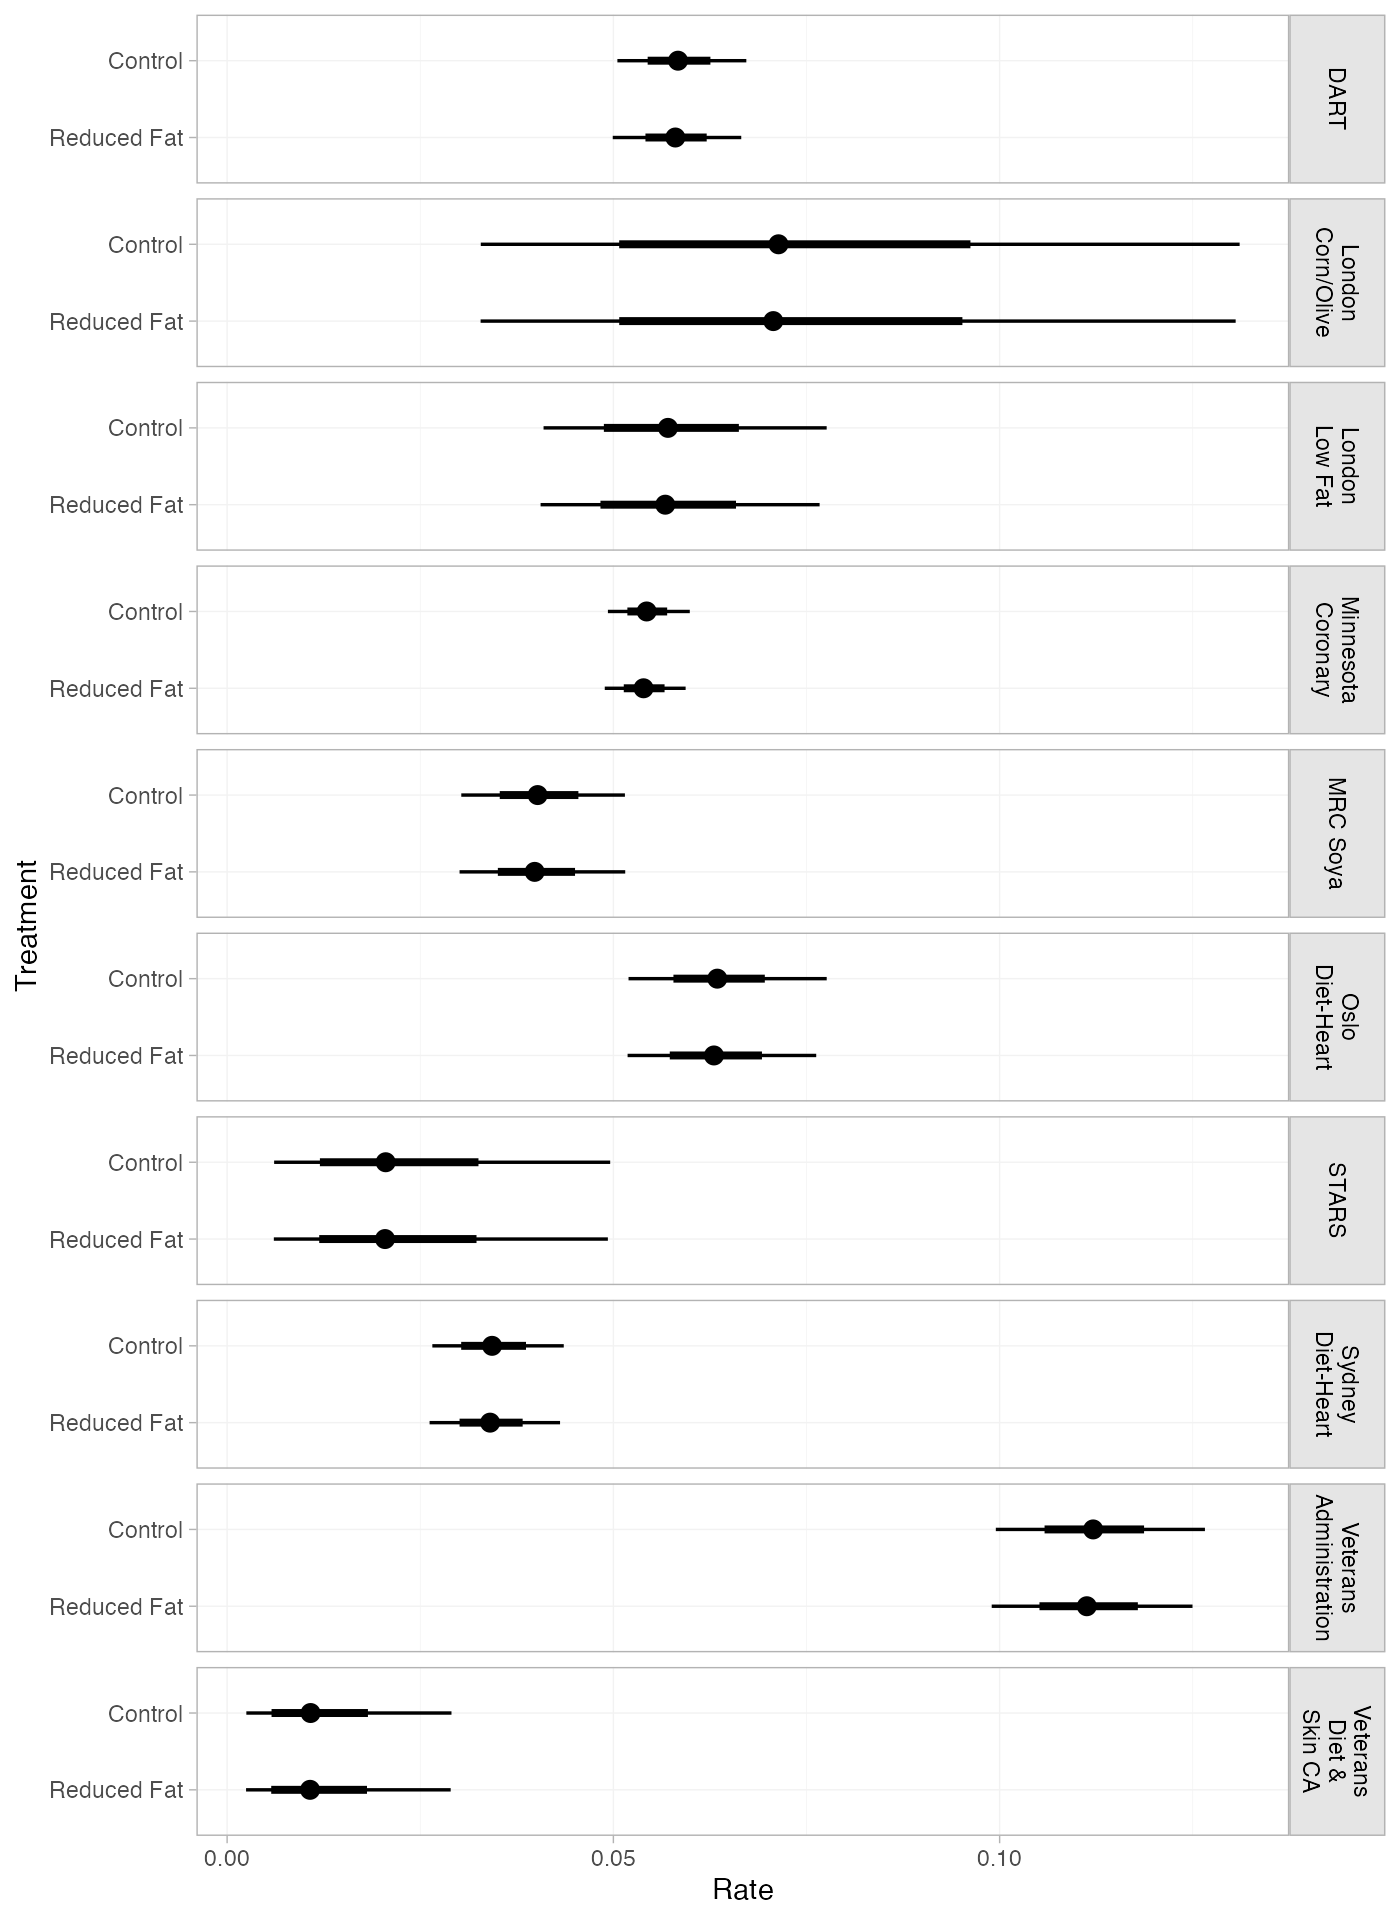 Treatment
Control
Reduced Fat
DART
Control
Reduced Fat
London
Corn/Olive
Control
Reduced Fat
London
Low Fat
Control
Reduced Fat
Minnesota
Coronary
Control
Reduced Fat
MRC Soya
Control
Reduced Fat
Oslo
Diet-Heart
Control
Reduced Fat
STARS
Control
Reduced Fat
Sydney
Diet-Heart
Control
Reduced Fat
Veterans
Administration
Control
Reduced Fat
Veterans
Diet &
Skin CA
0.00 0.05 0.10
Rate